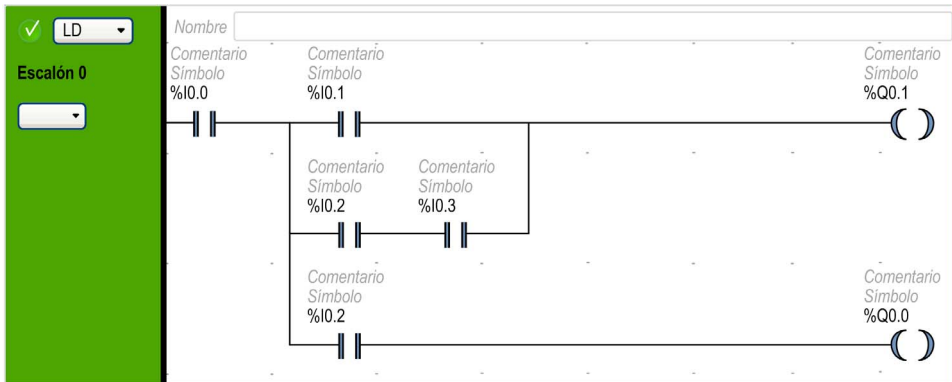 LD
Nombre
Escalón 0
Comentario
Símbolo
%I0.0
Comentario
Símbolo
%I0.1
Comentario
Símbolo
%Q0.1
Comentario
Símbolo
%I0.2
Comentario
Símbolo
%I0.3
Comentario
Símbolo
%I0.2
Comentario
Símbolo
%Q0.0